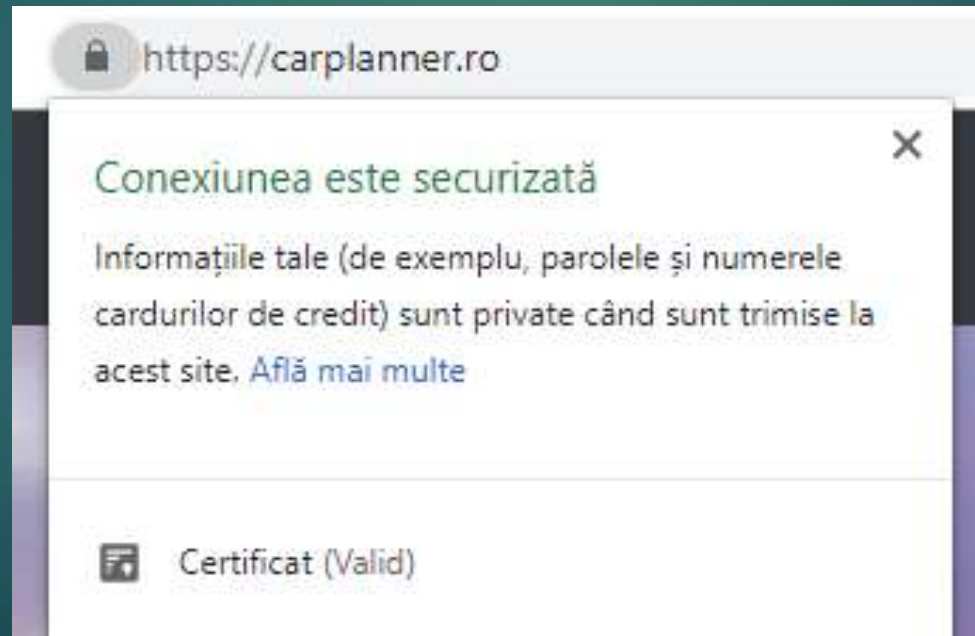 https://carplanner.ro
Conexiunea este securizată
Informațiile tale (de exemplu, parolele și numerele
cardurilor de credit) sunt private când sunt trimise la
acest site. Află mai multe
Certificat (Valid)